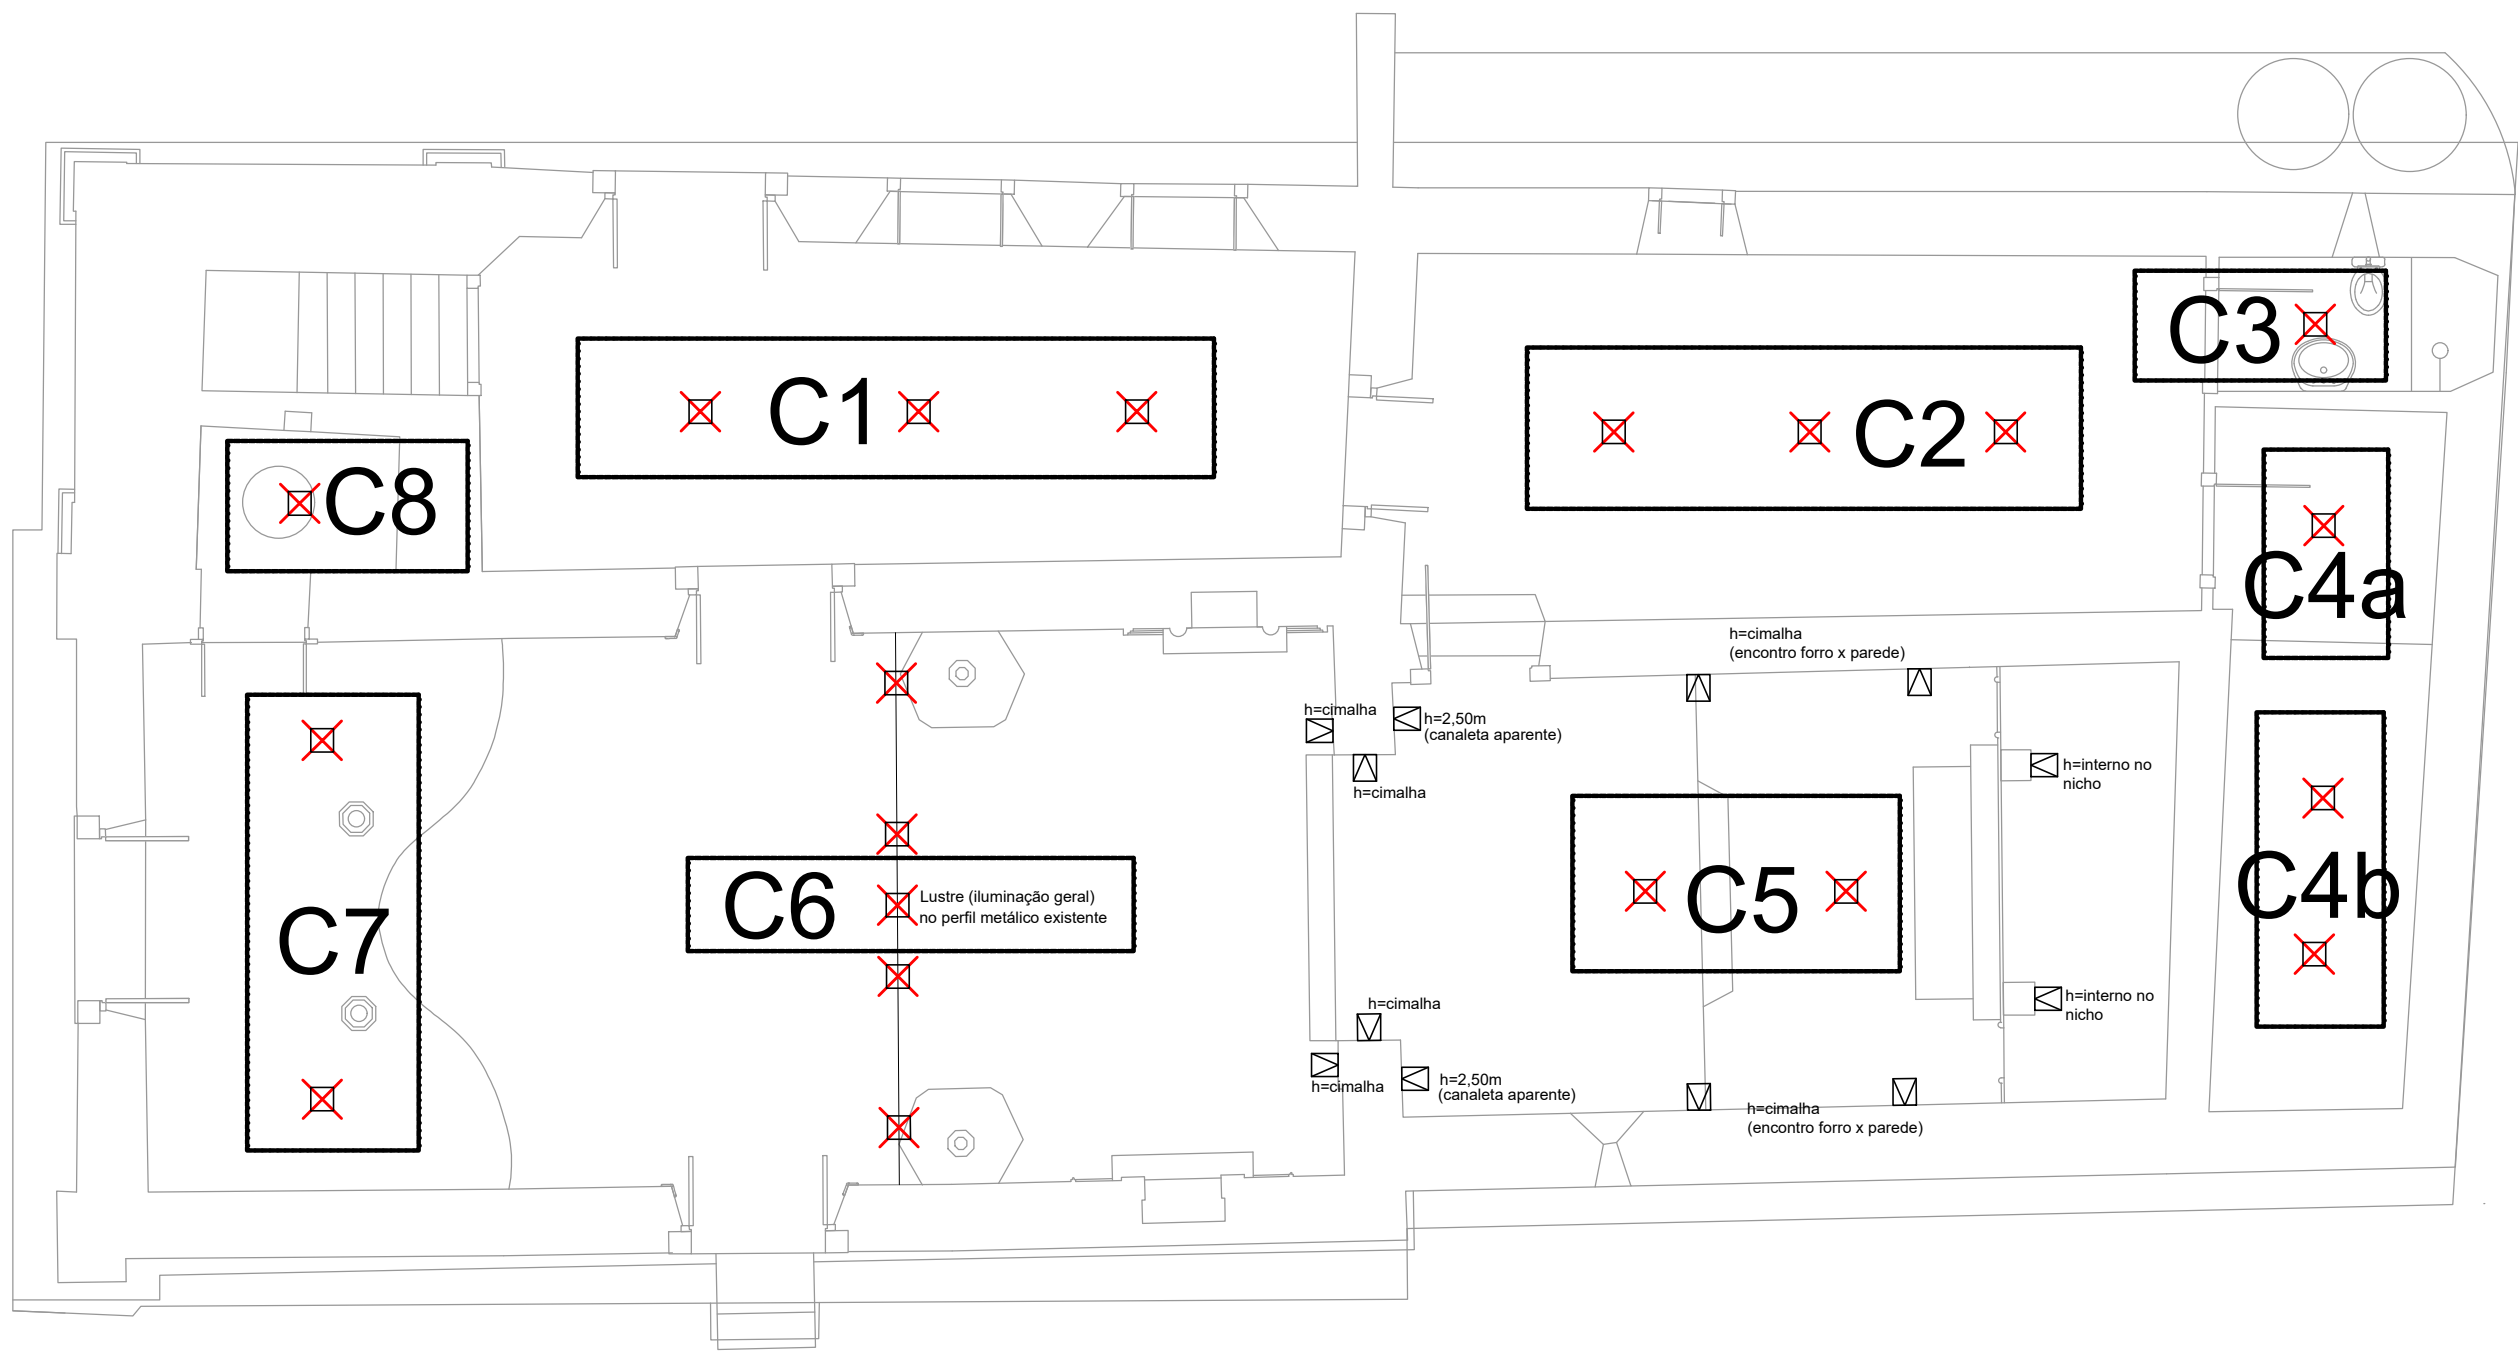 C1
C2
C3
C8
C4a
h=cimalha
(encontro forro x parede)
h=cimalha
h=2,50m
(canaleta aparente)
h=cimalha
h=interno no
nicho
C7
C6
Lustre (iluminação geral)
no perfil metálico existente
C5
C4b
h=cimalha
h=interno no
nicho
h=cimalha
h=2,50m
(canaleta aparente)
h=cimalha
(encontro forro x parede)